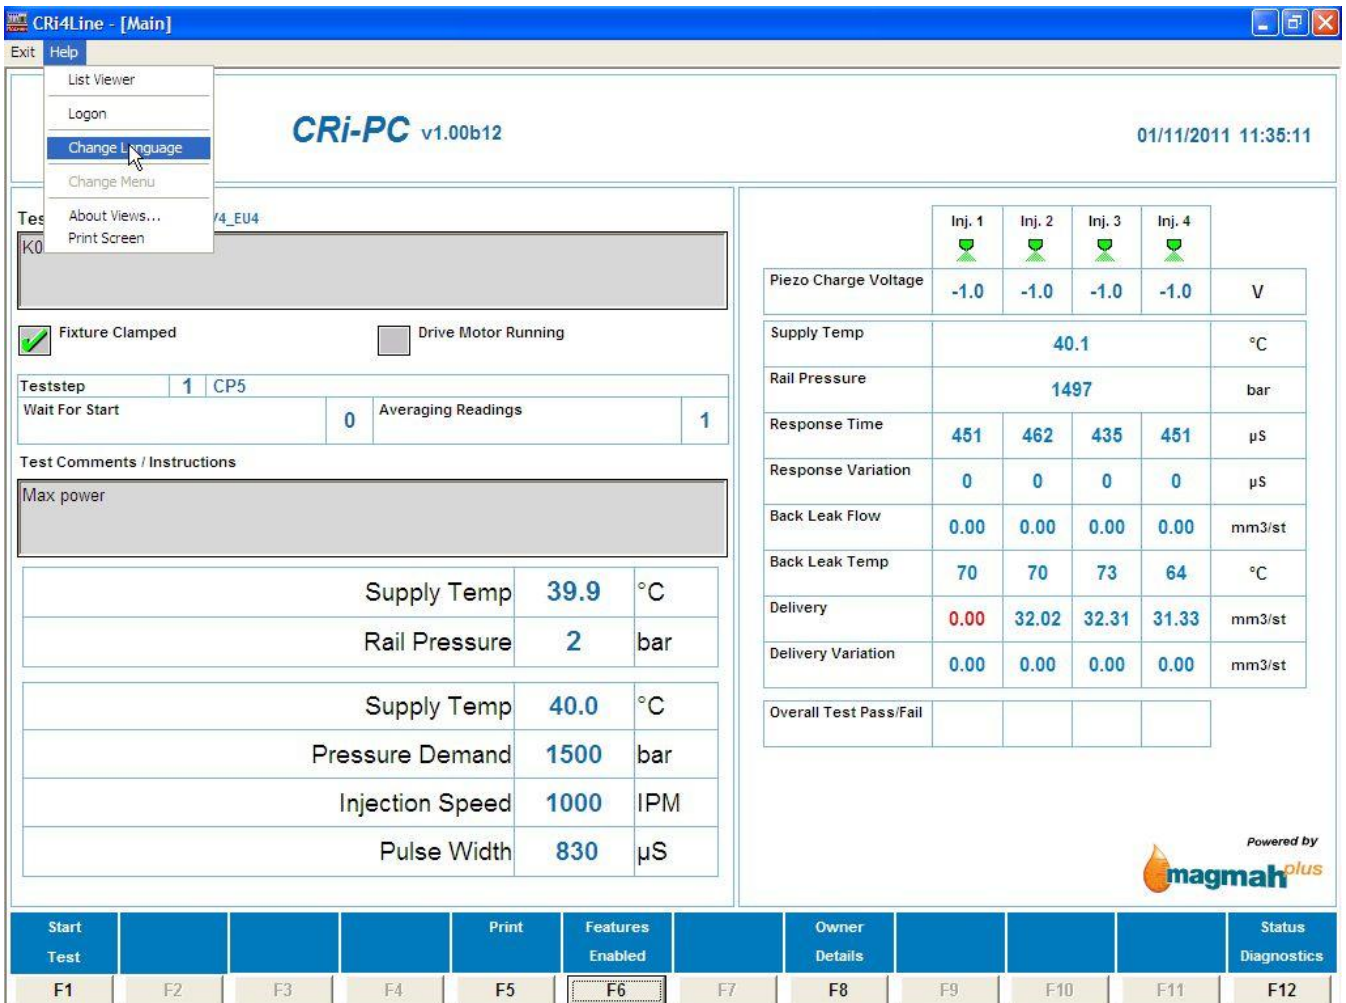 CRi4Line - [Main]
Exit Help
List Viewer
Logon
Change Language
Change Menu
About Views...
Print Screen
CRi-PC v1.00b12
01/11/2011 11:35:11
V4_EU4
K0
Fixture Clamped
Drive Motor Running
Teststep 1 CP5
Wait For Start 0 Averaging Readings 1
Test Comments / Instructions
Max power
Supply Temp 39.9 °C
Rail Pressure 2 bar
Supply Temp 40.0 °C
Pressure Demand 1500 bar
Injection Speed 1000 IPM
Pulse Width 830 µS
Inj. 1 Inj. 2 Inj. 3 Inj. 4
Piezo Charge Voltage -1.0 -1.0 -1.0 -1.0 V
Supply Temp 40.1 °C
Rail Pressure 1497 bar
Response Time 451 462 435 451 µS
Response Variation 0 0 0 0 µS
Back Leak Flow 0.00 0.00 0.00 0.00 mm3/st
Back Leak Temp 70 70 73 64 °C
Delivery 0.00 32.02 32.31 31.33 mm3/st
Delivery Variation 0.00 0.00 0.00 0.00 mm3/st
Overall Test Pass/Fail
Powered by
magmah plus
Start Test
Print
Features Enabled
Owner Details
Status Diagnostics
F1 F2 F3 F4 F5 F6 F7 F8 F9 F10 F11 F12